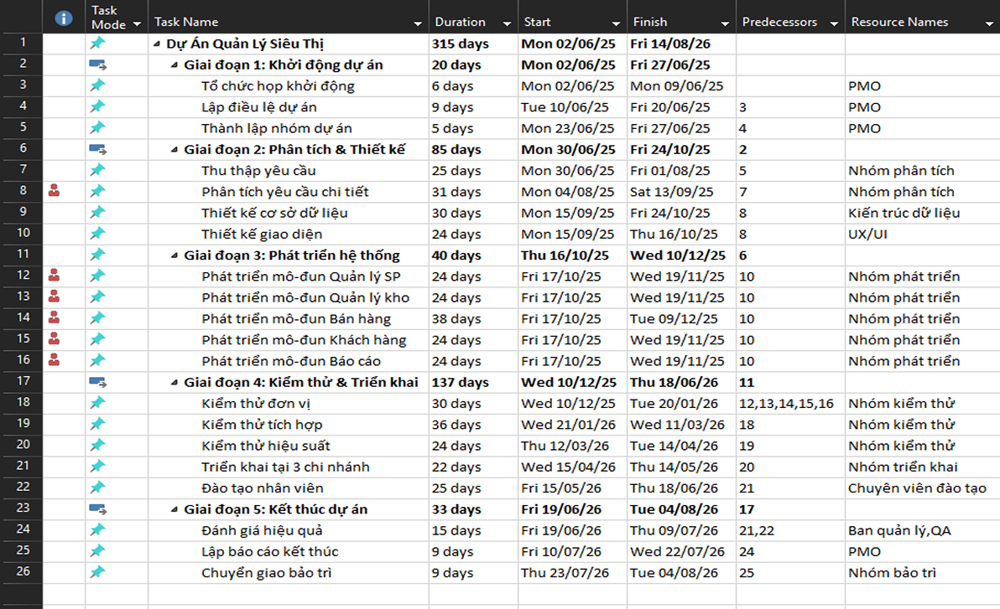 Task Mode Task Name Duration Start Finish Predecessors Resource Names
1 Dự Án Quản Lý Siêu Thị 315 days Mon 02/06/25 Fri 14/08/26
2 Giai đoạn 1: Khởi động dự án 20 days Mon 02/06/25 Fri 27/06/25
3 Tổ chức họp khởi động 6 days Mon 02/06/25 Mon 09/06/25 PMO
4 Lập điều lệ dự án 9 days Tue 10/06/25 Fri 20/06/25 3 PMO
5 Thành lập nhóm dự án 5 days Mon 23/06/25 Fri 27/06/25 4 PMO
6 Giai đoạn 2: Phân tích & Thiết kế 85 days Mon 30/06/25 Fri 24/10/25 2
7 Thu thập yêu cầu 25 days Mon 30/06/25 Fri 01/08/25 5 Nhóm phân tích
8 Phân tích yêu cầu chi tiết 31 days Mon 04/08/25 Sat 13/09/25 7 Nhóm phân tích
9 Thiết kế cơ sở dữ liệu 30 days Mon 15/09/25 Fri 24/10/25 8 Kiến trúc dữ liệu
10 Thiết kế giao diện 24 days Mon 15/09/25 Thu 16/10/25 8 UX/UI
11 Giai đoạn 3: Phát triển hệ thống 40 days Thu 16/10/25 Wed 10/12/25 6
12 Phát triển mô-đun Quản lý SP 24 days Fri 17/10/25 Wed 19/11/25 10 Nhóm phát triển
13 Phát triển mô-đun Quản lý kho 24 days Fri 17/10/25 Wed 19/11/25 10 Nhóm phát triển
14 Phát triển mô-đun Bán hàng 38 days Fri 17/10/25 Tue 09/12/25 10 Nhóm phát triển
15 Phát triển mô-đun Khách hàng 24 days Fri 17/10/25 Wed 19/11/25 10 Nhóm phát triển
16 Phát triển mô-đun Báo cáo 24 days Fri 17/10/25 Wed 19/11/25 10 Nhóm phát triển
17 Giai đoạn 4: Kiểm thử & Triển khai 137 days Wed 10/12/25 Thu 18/06/26 11
18 Kiểm thử đơn vị 30 days Wed 10/12/25 Tue 20/01/26 12,13,14,15,16 Nhóm kiểm thử
19 Kiểm thử tích hợp 36 days Wed 21/01/26 Wed 11/03/26 18 Nhóm kiểm thử
20 Kiểm thử hiệu suất 24 days Thu 12/03/26 Tue 14/04/26 19 Nhóm kiểm thử
21 Triển khai tại 3 chi nhánh 22 days Wed 15/04/26 Thu 14/05/26 20 Nhóm triển khai
22 Đào tạo nhân viên 25 days Fri 15/05/26 Thu 18/06/26 21 Chuyên viên đào tạo
23 Giai đoạn 5: Kết thúc dự án 33 days Fri 19/06/26 Tue 04/08/26 17
24 Đánh giá hiệu quả 15 days Fri 19/06/26 Thu 09/07/26 21,22 Ban quản lý,QA
25 Lập báo cáo kết thúc 9 days Fri 10/07/26 Wed 22/07/26 24 PMO
26 Chuyển giao bảo trì 9 days Thu 23/07/26 Tue 04/08/26 25 Nhóm bảo trì